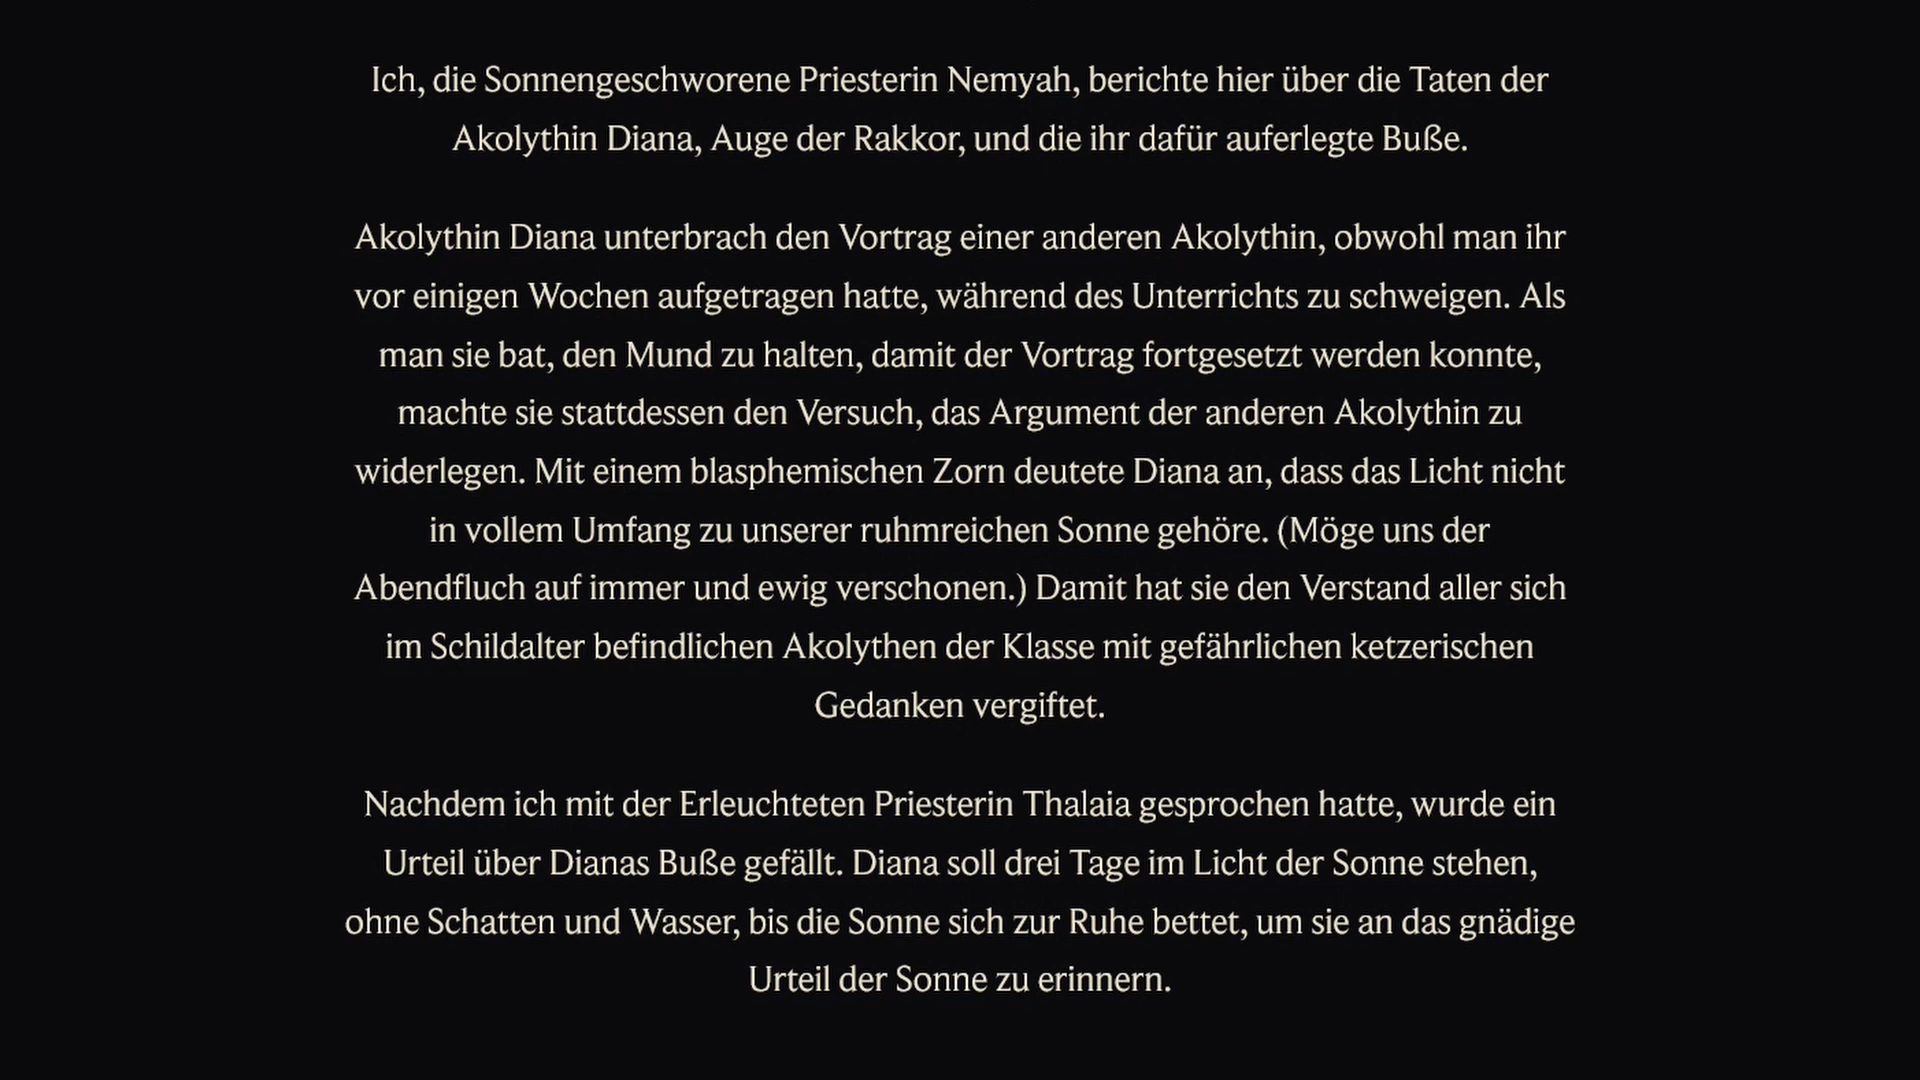 Ich, die Sonnengeschworene Priesterin Nemyah, berichte hier über die Taten der
Akolythin Diana, Auge der Rakkor, und die ihr dafür auferlegte Buße.
Akolythin Diana unterbrach den Vortrag einer anderen Akolythin, obwohl man ihr
vor einigen Wochen aufgetragen hatte, während des Unterrichts zu schweigen. Als
man sie bat, den Mund zu halten, damit der Vortrag fortgesetzt werden konnte,
machte sie stattdessen den Versuch, das Argument der anderen Akolythin zu
widerlegen. Mit einem blasphemischen Zorn deutete Diana an, dass das Licht nicht
in vollem Umfang zu unserer ruhmreichen Sonne gehöre. (Möge uns der
Abendfluch auf immer und ewig verschonen.) Damit hat sie den Verstand aller sich
im Schildalter befindlichen Akolythen der Klasse mit gefährlichen ketzerischen
Gedanken vergiftet.
Nachdem ich mit der Erleuchteten Priesterin Thalaia gesprochen hatte, wurde ein
Urteil über Dianas Buße gefällt. Diana soll drei Tage im Licht der Sonne stehen,
ohne Schatten und Wasser, bis die Sonne sich zur Ruhe bettet, um sie an das gnädige
Urteil der Sonne zu erinnern.